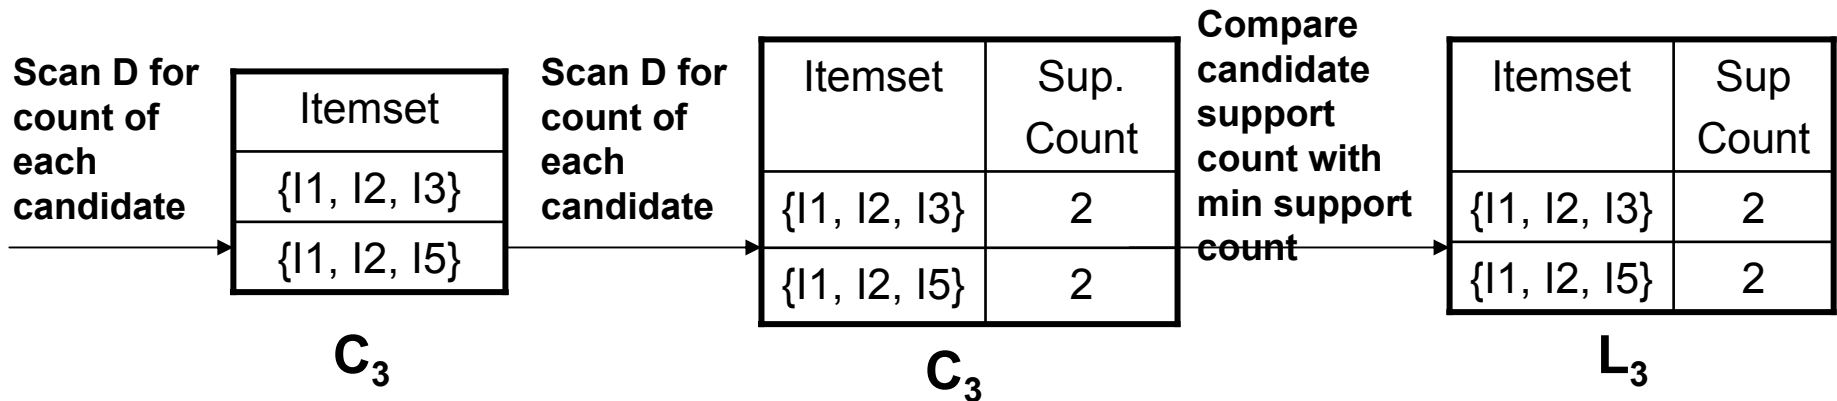 Scan D for
count of
each
candidate
Itemset
{I1, I2, I3}
{I1, I2, I5}
C₃
Scan D for
count of
each
candidate
Itemset Sup. Count
{I1, I2, I3} 2
{I1, I2, I5} 2
C₃
Compare
candidate
support
count with
min support
count
Itemset Sup Count
{I1, I2, I3} 2
{I1, I2, I5} 2
L₃